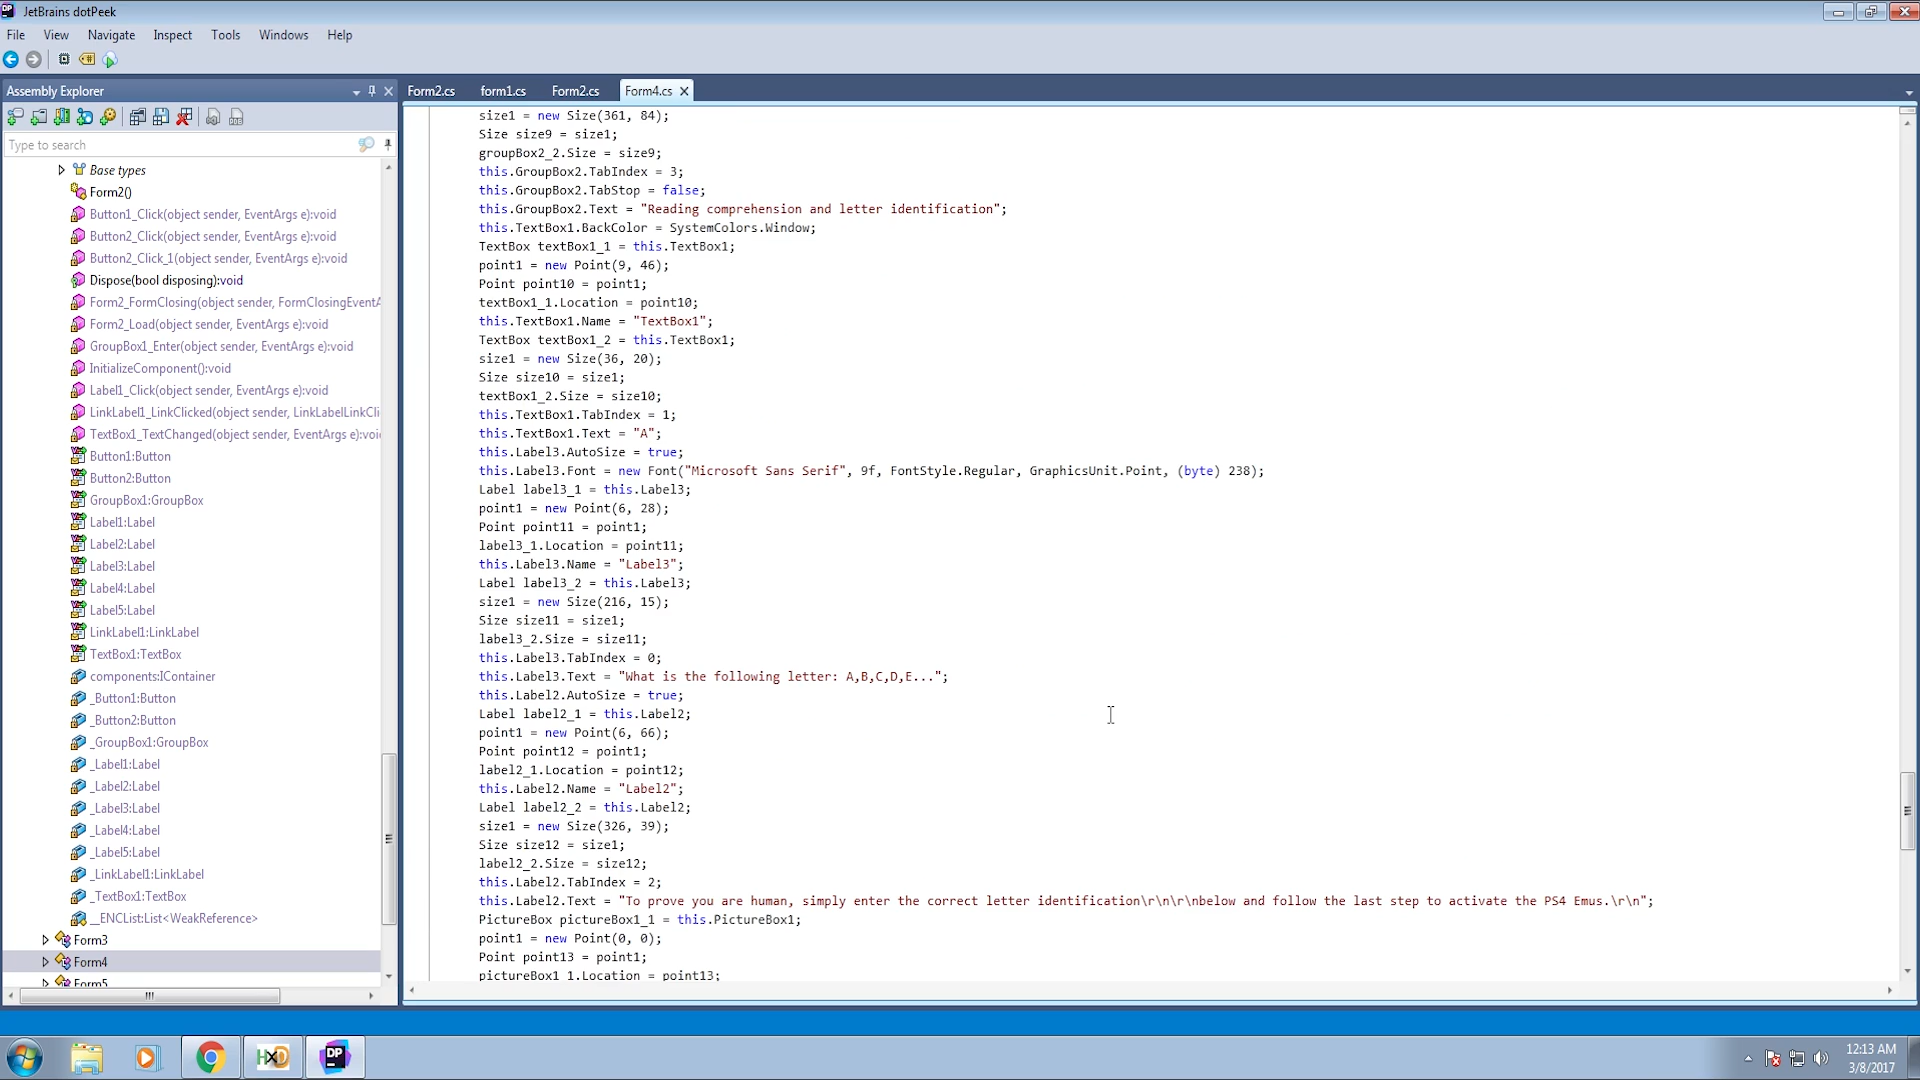 JetBrains dotPeek
File View Navigate Inspect Tools Windows Help
Assembly Explorer
Type to search
Base types
Form2()
Button1_Click(object sender, EventArgs e):void
Button2_Click(object sender, EventArgs e):void
Button2_Click_1(object sender, EventArgs e):void
Dispose(bool disposing):void
Form2_FormClosing(object sender, FormClosingEventA
Form2_Load(object sender, EventArgs e):void
GroupBox1_Enter(object sender, EventArgs e):void
InitializeComponent():void
Label1_Click(object sender, EventArgs e):void
LinkLabel1_LinkClicked(object sender, LinkLabelLinkCli
TextBox1_TextChanged(object sender, EventArgs e):voi
Button1:Button
Button2:Button
GroupBox1:GroupBox
Label1:Label
Label2:Label
Label3:Label
Label4:Label
Label5:Label
LinkLabel1:LinkLabel
TextBox1:TextBox
components:IContainer
_Button1:Button
_Button2:Button
_GroupBox1:GroupBox
_Label1:Label
_Label2:Label
_Label3:Label
_Label4:Label
_Label5:Label
_LinkLabel1:LinkLabel
_TextBox1:TextBox
__ENCList:List<WeakReference>
Form3
Form4
Form5
Form2.cs form1.cs Form2.cs Form4.cs
size1 = new Size(361, 84);
Size size9 = size1;
groupBox2_2.Size = size9;
this.GroupBox2.TabIndex = 3;
this.GroupBox2.TabStop = false;
this.GroupBox2.Text = "Reading comprehension and letter identification";
this.TextBox1.BackColor = SystemColors.Window;
TextBox textBox1_1 = this.TextBox1;
point1 = new Point(9, 46);
Point point10 = point1;
textBox1_1.Location = point10;
this.TextBox1.Name = "TextBox1";
TextBox textBox1_2 = this.TextBox1;
size1 = new Size(36, 20);
Size size10 = size1;
textBox1_2.Size = size10;
this.TextBox1.TabIndex = 1;
this.TextBox1.Text = "A";
this.Label3.AutoSize = true;
this.Label3.Font = new Font("Microsoft Sans Serif", 9f, FontStyle.Regular, GraphicsUnit.Point, (byte) 238);
Label label3_1 = this.Label3;
point1 = new Point(6, 28);
Point point11 = point1;
label3_1.Location = point11;
this.Label3.Name = "Label3";
Label label3_2 = this.Label3;
size1 = new Size(216, 15);
Size size11 = size1;
label3_2.Size = size11;
this.Label3.TabIndex = 0;
this.Label3.Text = "What is the following letter: A,B,C,D,E...";
this.Label2.AutoSize = true;
Label label2_1 = this.Label2;
point1 = new Point(6, 66);
Point point12 = point1;
label2_1.Location = point12;
this.Label2.Name = "Label2";
Label label2_2 = this.Label2;
size1 = new Size(326, 39);
Size size12 = size1;
label2_2.Size = size12;
this.Label2.TabIndex = 2;
this.Label2.Text = "To prove you are human, simply enter the correct letter identification\r\n\r\nbelow and follow the last step to activate the PS4 Emus.\r\n";
PictureBox pictureBox1_1 = this.PictureBox1;
point1 = new Point(0, 0);
Point point13 = point1;
pictureBox1_1.Location = point13;
12:13 AM
3/8/2017